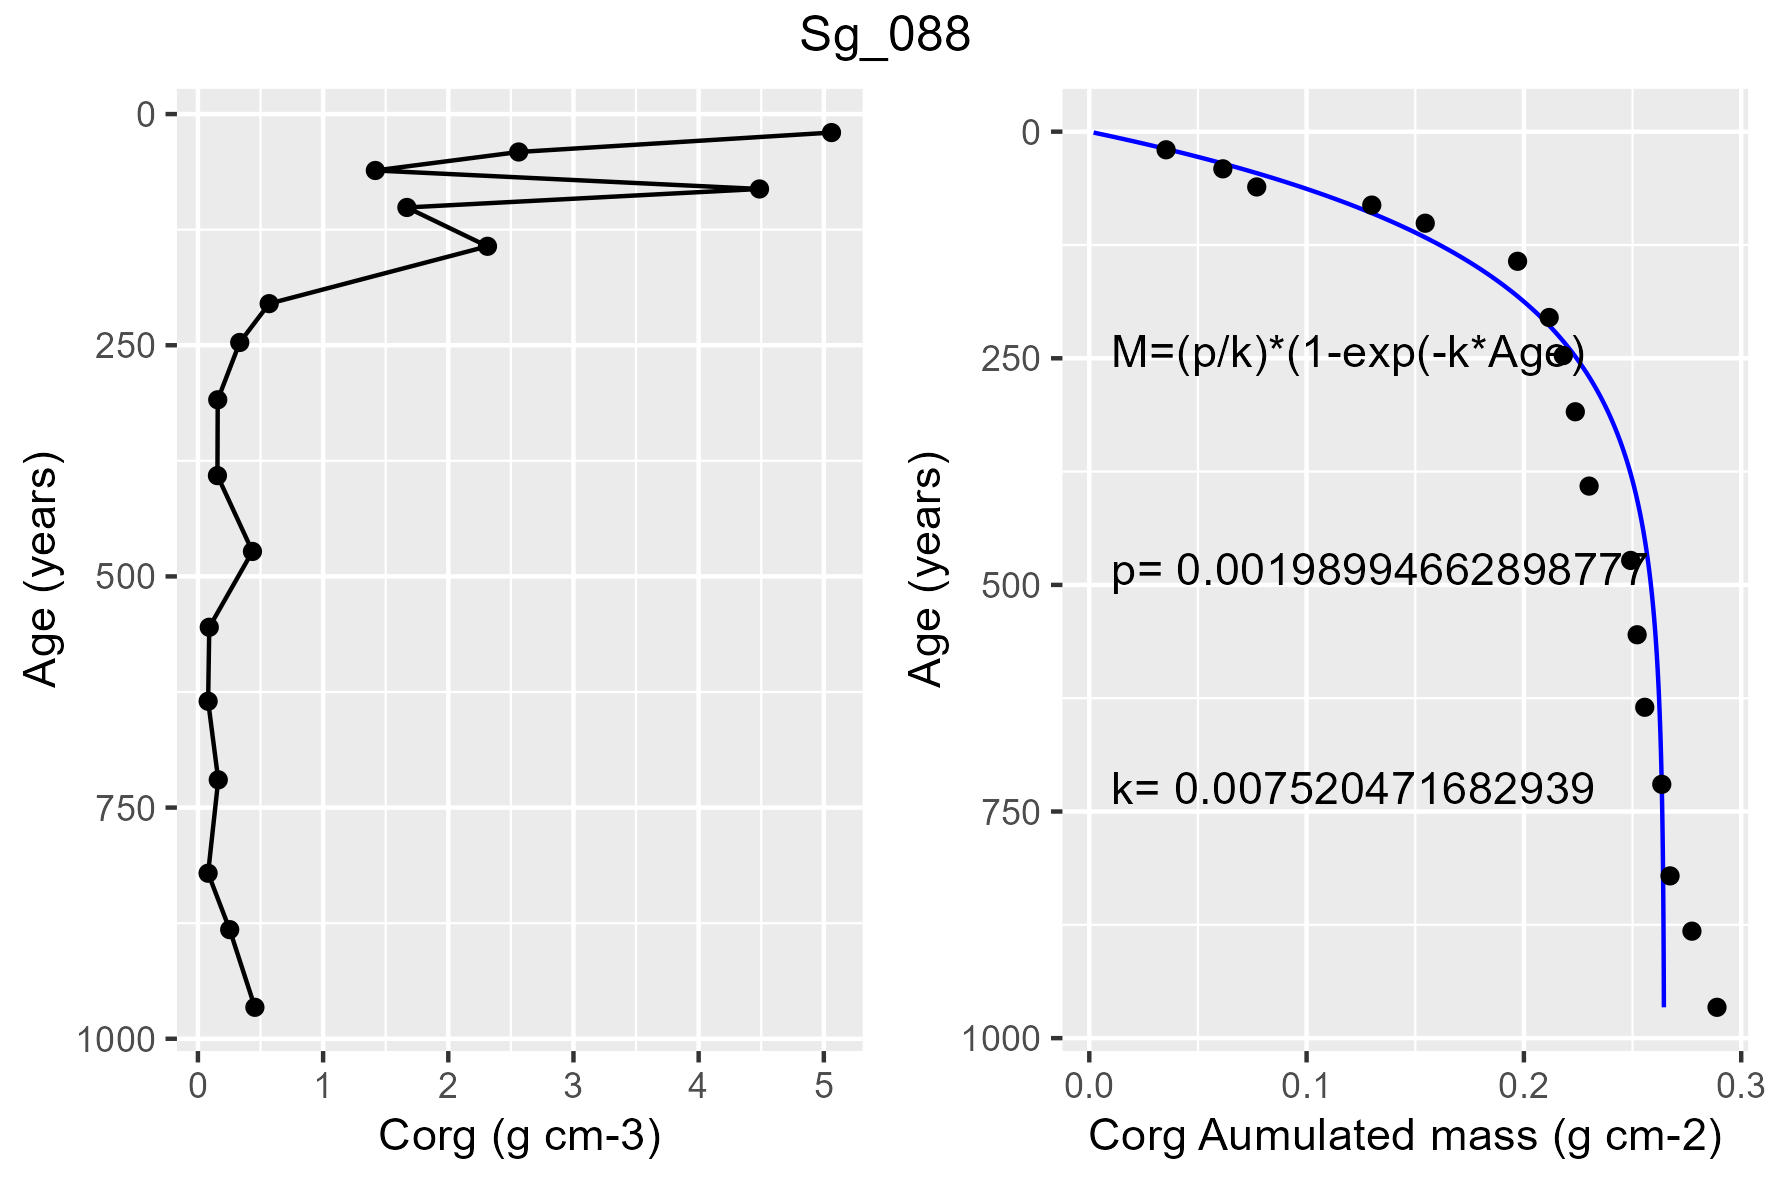 Sg_088
0
250
500
750
1000
Age (years)
0
1
2
3
4
5
Corg (g cm-3)
0
250
500
750
1000
Age (years)
M=(p/k)*(1-exp(-k*Age)
p= 0.00198994662898777
k= 0.0075204716829​39
0.0
0.1
0.2
0.3
Corg Aumulated mass (g cm-2)